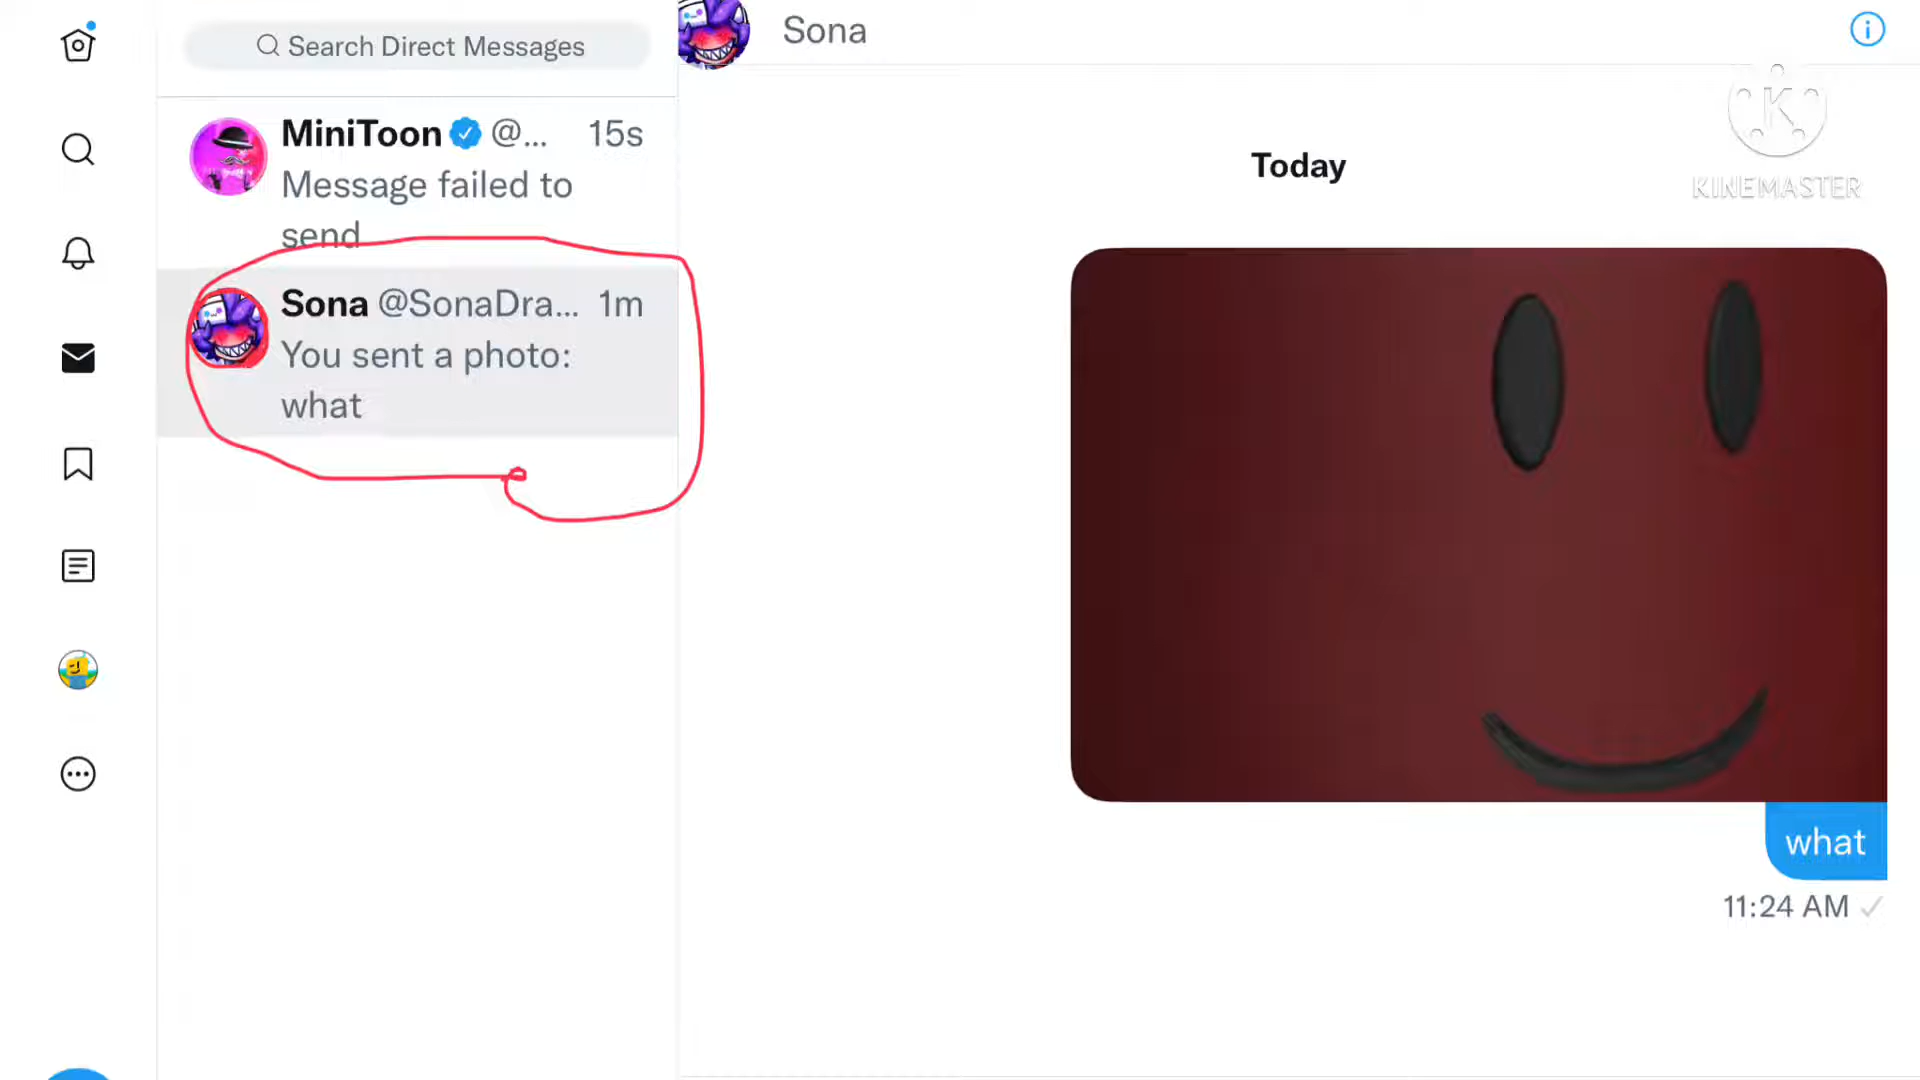 Search Direct Messages
MiniToon @... 15s
Message failed to
send
Sona @SonaDra... 1m
You sent a photo:
what
Sona
Today
KINEMASTER
what
11:24 AM